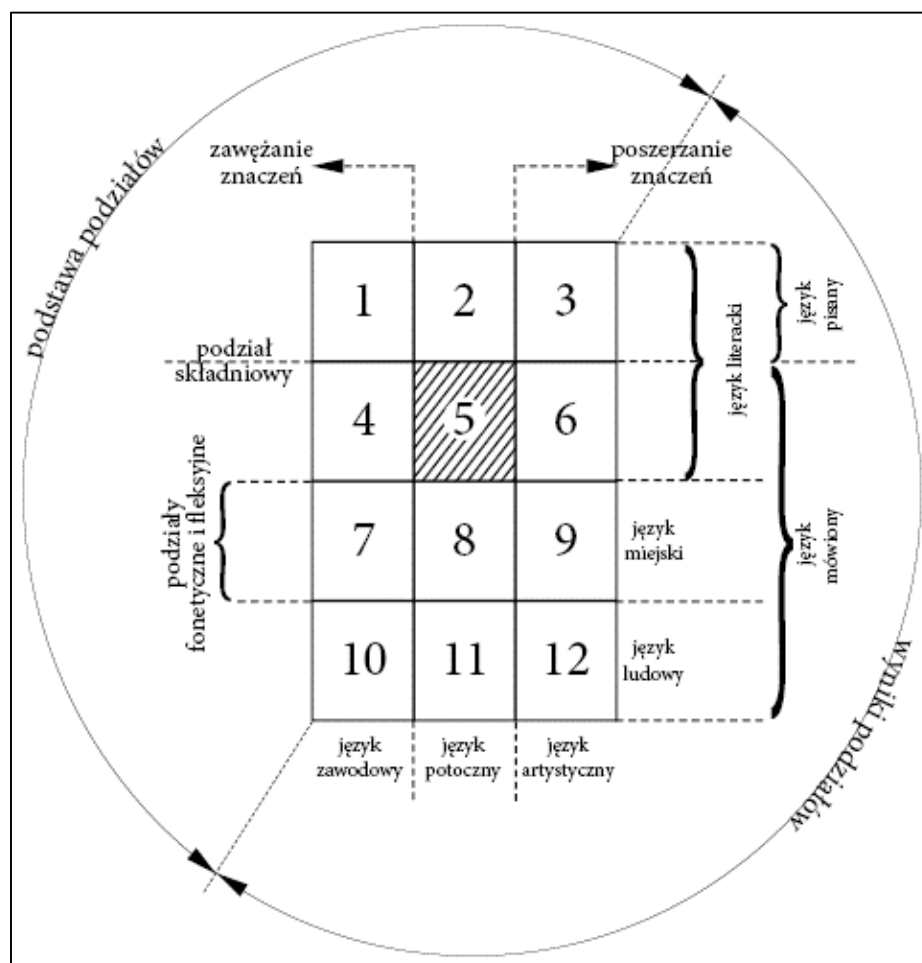 podstawa podziałów
zawężanie
znaczeń
poszerzanie
znaczeń
1 2 3
podział
składniowy
4 5 6
podziały
fonetyczne i fleksyjne
7 8 9
10 11 12
język literacki
język
pisany
język
mówiony
język
miejski
język
ludowy
język
zawodowy
język
potoczny
język
artystyczny
wyniki podziałów